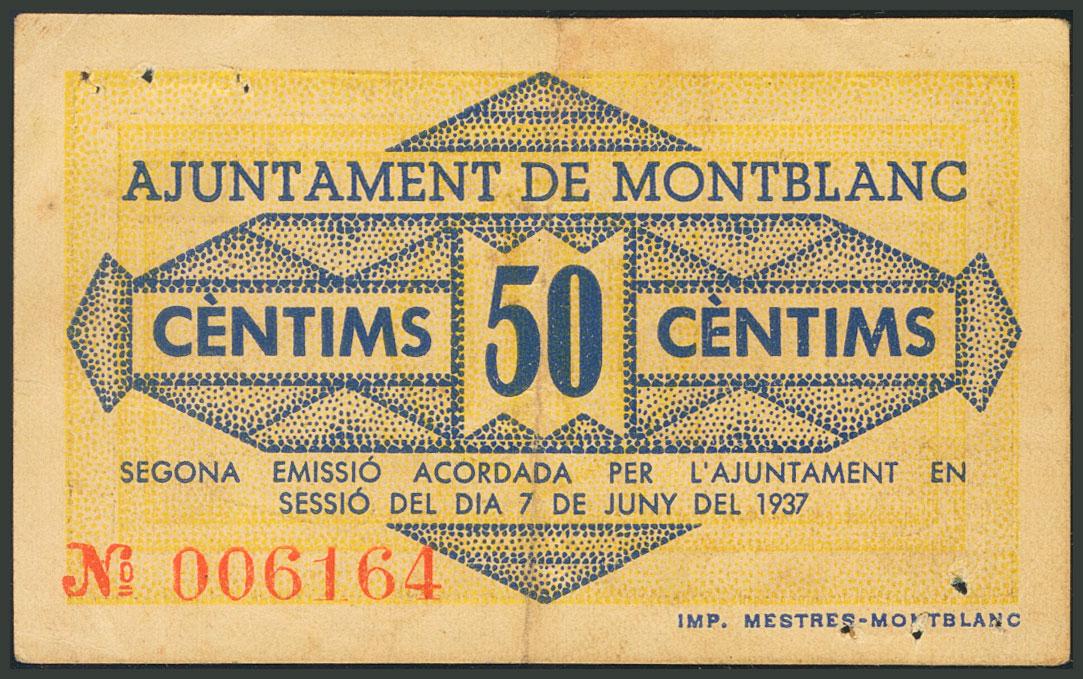 AJUNTAMENT DE MONTBLANC
CÈNTIMS 50 CÈNTIMS
SEGONA EMISSIÓ ACORDADA PER L'AJUNTAMENT EN
SESSIÓ DEL DIA 7 DE JUNY DEL 1937
Nº 006164
IMP. MESTRES-MONTBLANC